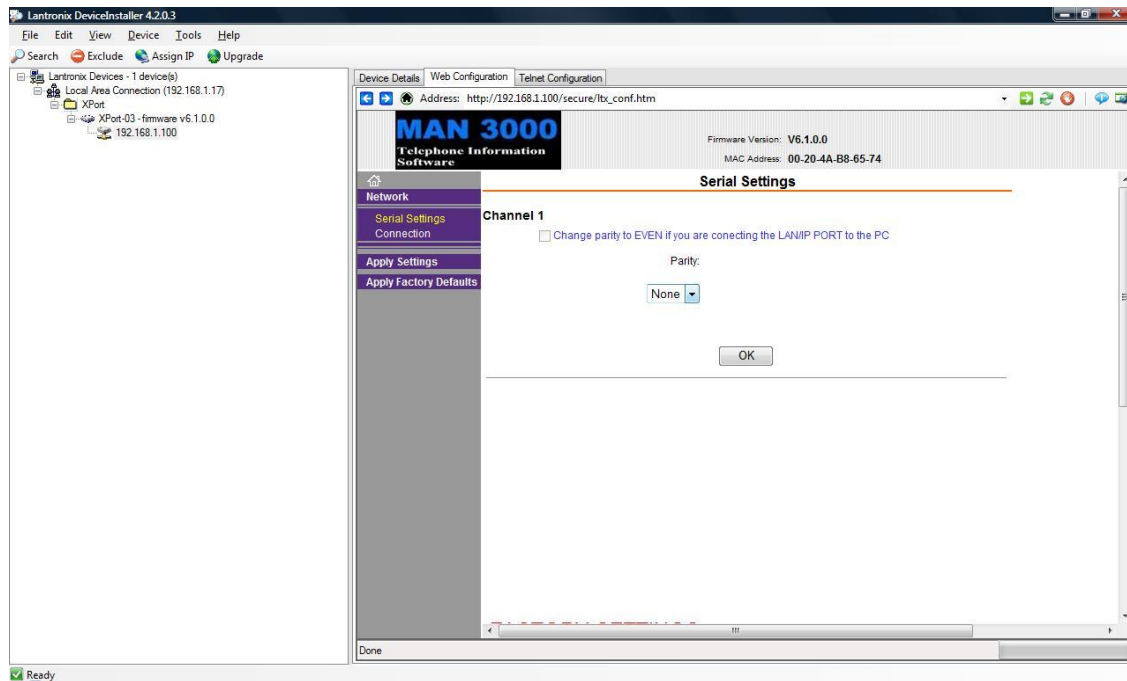 Lantronix DeviceInstaller 4.2.0.3
File Edit View Device Tools Help
Search Exclude Assign IP Upgrade
Lantronix Devices - 1 device(s)
Local Area Connection (192.168.1.17)
XPort
XPort-03 - firmware v6.1.0.0
192.168.1.100
Device Details Web Configuration Telnet Configuration
Address: http://192.168.1.100/secure/ltx_conf.htm
MAN 3000
Telephone Information
Software
Firmware Version: V6.1.0.0
MAC Address: 00-20-4A-B8-65-74
Network
Serial Settings
Connection
Apply Settings
Apply Factory Defaults
Serial Settings
Channel 1
Change parity to EVEN if you are conecting the LAN/IP PORT to the PC
Parity:
None
OK
Done
Ready